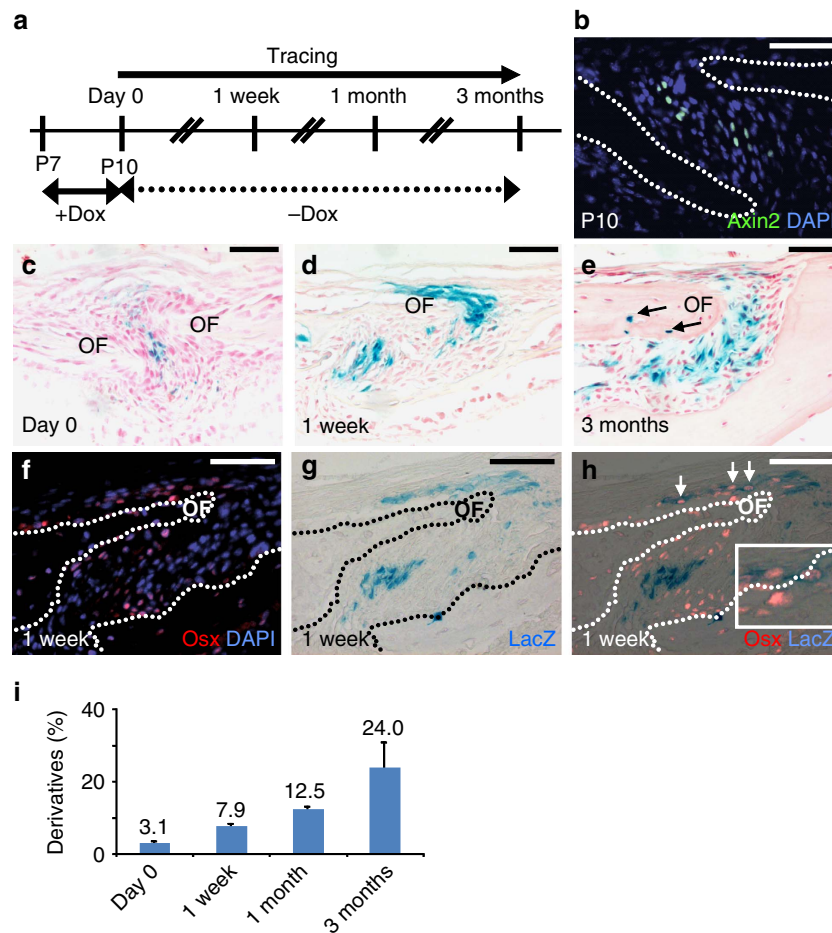 a
Tracing
Day 0 1 week 1 month 3 months
P7 P10
+Dox –Dox
b
P10 Axin2 DAPI
c
OF OF
Day 0
d
OF
1 week
e
OF
3 months
f
OF
1 week Osx DAPI
g
OF
1 week LacZ
h
OF
1 week Osx LacZ
i
Derivatives (%)
40
20
0
3.1 7.9 12.5 24.0
Day 0 1 week 1 month 3 months